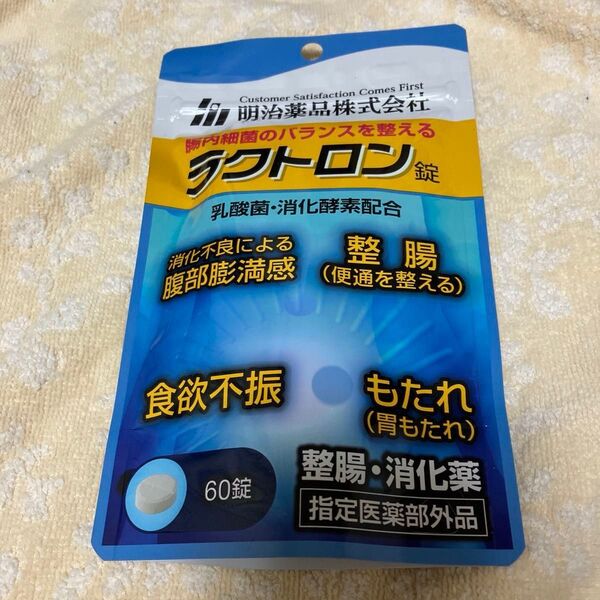 Customer Satisfaction Comes First
明治薬品株式会社
腸内細菌のバランスを整える
ラクトロン錠
乳酸菌・消化酵素配合
消化不良による
腹部膨満感
整腸
(便通を整える)
食欲不振
もたれ
(胃もたれ)
60錠
整腸・消化薬
指定医薬部外品